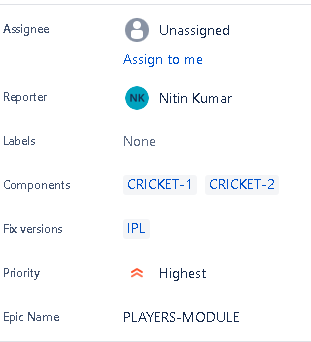 Assignee Unassigned
Assign to me
Reporter NK Nitin Kumar
Labels None
Components CRICKET-1 CRICKET-2
Fix versions IPL
Priority Highest
Epic Name PLAYERS-MODULE